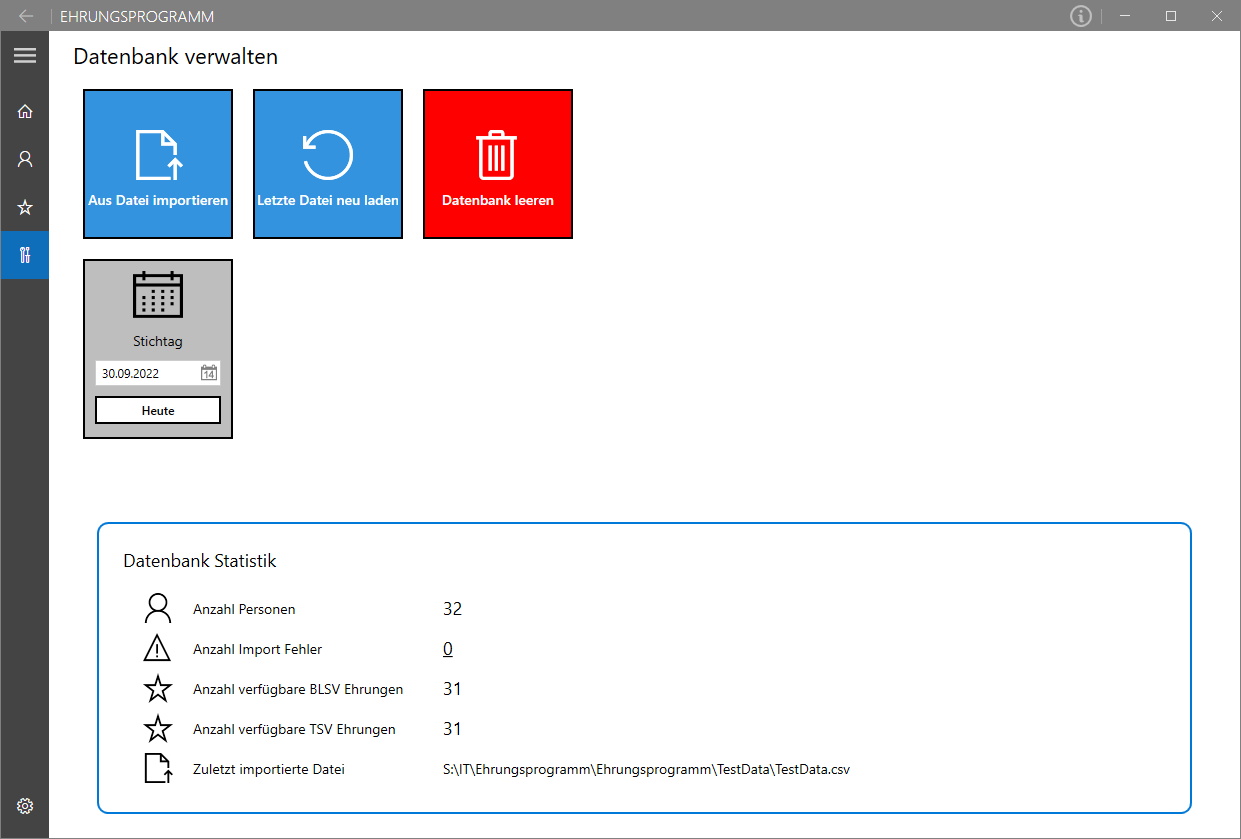 EHRUNGSPROGRAMM
Datenbank verwalten
Aus Datei importieren
Letzte Datei neu laden
Datenbank leeren
Stichtag
30.09.2022
14
Heute
Datenbank Statistik
Anzahl Personen 32
Anzahl Import Fehler 0
Anzahl verfügbare BLSV Ehrungen 31
Anzahl verfügbare TSV Ehrungen 31
Zuletzt importierte Datei S:\IT\Ehrungsprogramm\Ehrungsprogramm\TestData\TestData.csv